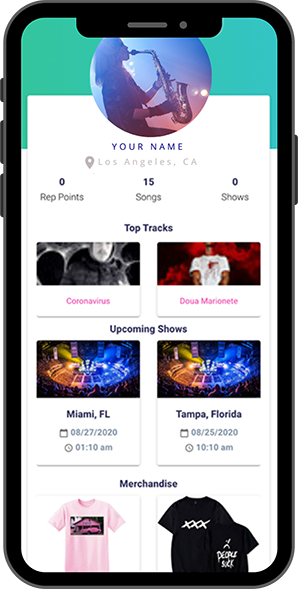 YOUR NAME
Los Angeles, CA
0 15 0
Rep Points Songs Shows
Top Tracks
Coronavirus Doua Marionete
Upcoming Shows
Miami, FL Tampa, Florida
08/27/2020 08/25/2020
01:10 am 10:10 am
Merchandise
XXX
PEOPLE
SUCK